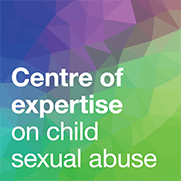 Centre of
expertise
on child
sexual abuse